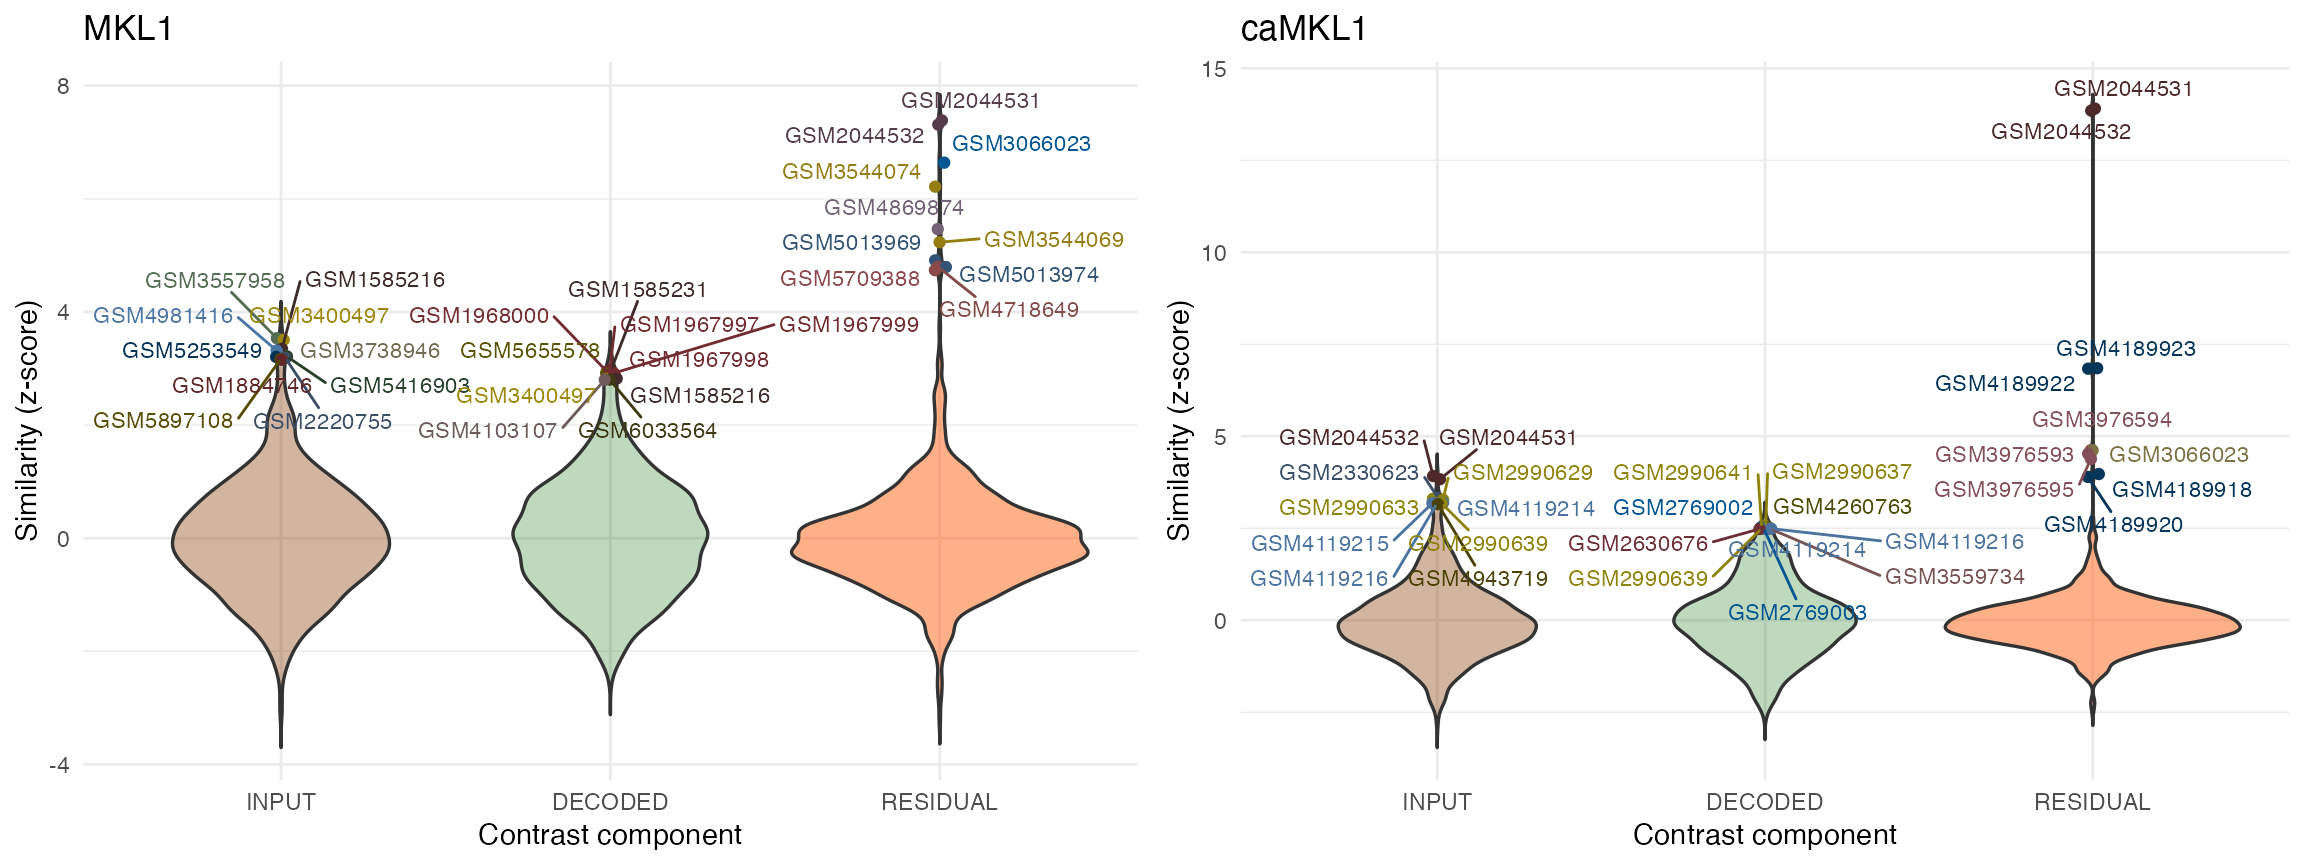 MKL1
Similarity (z-score)
8
4
0
-4
GSM3557958
GSM1585216
GSM4981416
GSM3400497
GSM5253549
GSM3738946
GSM1884746
GSM5416903
GSM5897108
GSM2220755
GSM1585231
GSM1968000
GSM1967997
GSM1967999
GSM5655578
GSM1967998
GSM3400497
GSM1585216
GSM4103107
GSM6033564
GSM2044531
GSM2044532
GSM3066023
GSM3544074
GSM4869874
GSM5013969
GSM3544069
GSM5709388
GSM5013974
GSM4718649
INPUT
DECODED
RESIDUAL
Contrast component
caMKL1
Similarity (z-score)
15
10
5
0
GSM2044532
GSM2044531
GSM2330623
GSM2990629
GSM2990633
GSM4119214
GSM4119215
GSM2990639
GSM4119216
GSM4943719
GSM2990641
GSM2990637
GSM2769002
GSM4260763
GSM2630676
GSM4119214
GSM4119216
GSM2990639
GSM3559734
GSM2769003
GSM2044531
GSM2044532
GSM4189923
GSM4189922
GSM3976594
GSM3976593
GSM3066023
GSM3976595
GSM4189918
GSM4189920
INPUT
DECODED
RESIDUAL
Contrast component